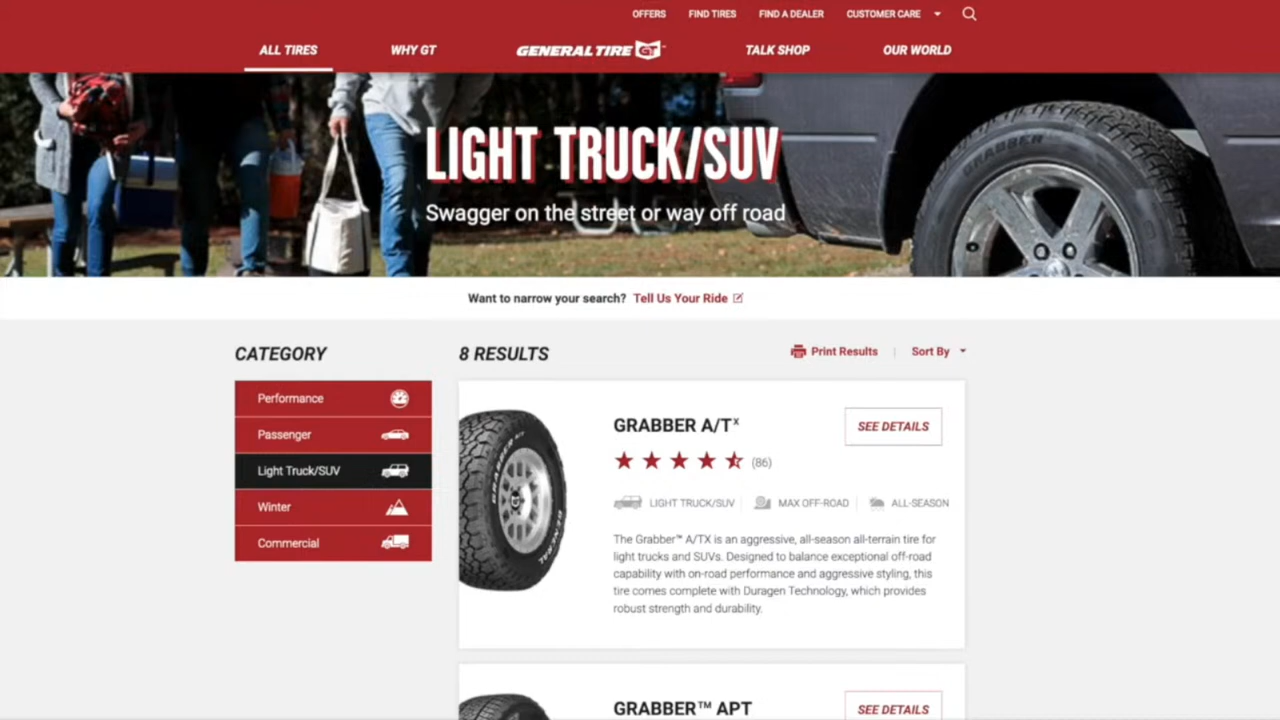 OFFERS FIND TIRES FIND A DEALER CUSTOMER CARE
ALL TIRES WHY GT GENERAL TIRE GT TALK SHOP OUR WORLD
LIGHT TRUCK/SUV
Swagger on the street or way off road
GRABBER
Want to narrow your search? Tell Us Your Ride
CATEGORY
Performance
Passenger
Light Truck/SUV
Winter
Commercial
8 RESULTS
Print Results | Sort By
GRABBER A/Tˣ
SEE DETAILS
(86)
LIGHT TRUCK/SUV MAX OFF-ROAD ALL-SEASON
The Grabber™ A/TX is an aggressive, all-season all-terrain tire for
light trucks and SUVs. Designed to balance exceptional off-road
capability with on-road performance and aggressive styling, this
tire comes complete with Duragen Technology, which provides
robust strength and durability.
GRABBER A/TX
GENERAL
GRABBER™ APT
SEE DETAILS